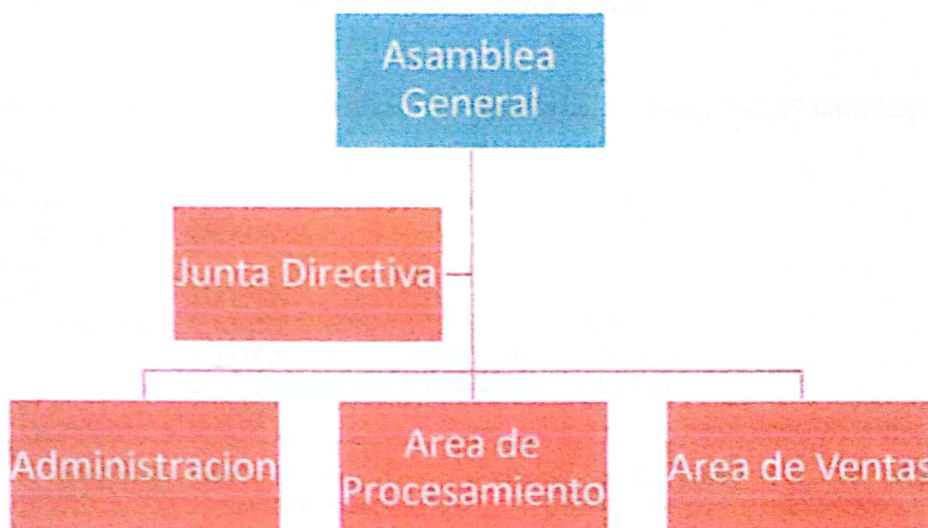 Asamblea
General
Junta Directiva
Administracion
Area de
Procesamiento
Area de Ventas